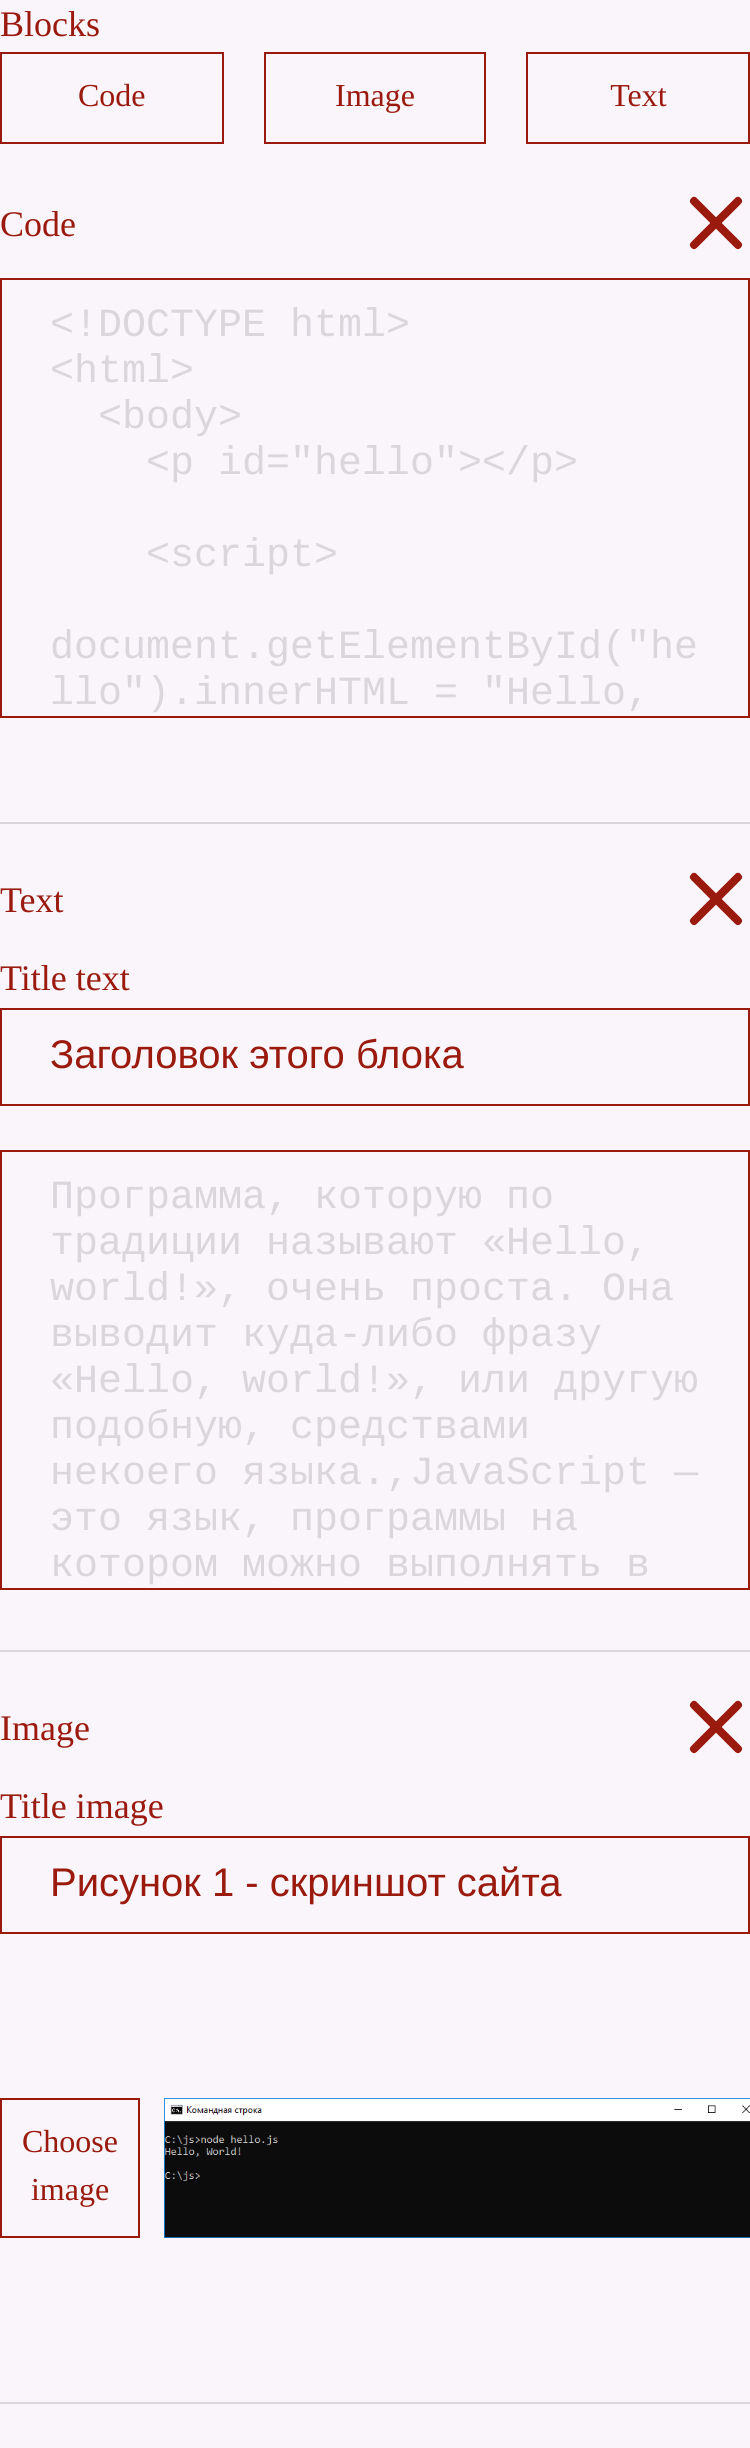 Blocks
Code Image Text
Code
<!DOCTYPE html>
<html>
  <body>
    <p id="hello"></p>
    <script>
document.getElementById("he
llo").innerHTML = "Hello,
Text
Title text
Заголовок этого блока
Программа, которую по
традиции называют «Hello,
world!», очень проста. Она
выводит куда-либо фразу
«Hello, world!», или другую
подобную, средствами
некоего языка.,JavaScript —
это язык, программы на
котором можно выполнять в
Image
Title image
Рисунок 1 - скриншот сайта
Choose
image
Командная строка
C:\js>node hello.js
Hello, World!
C:\js>